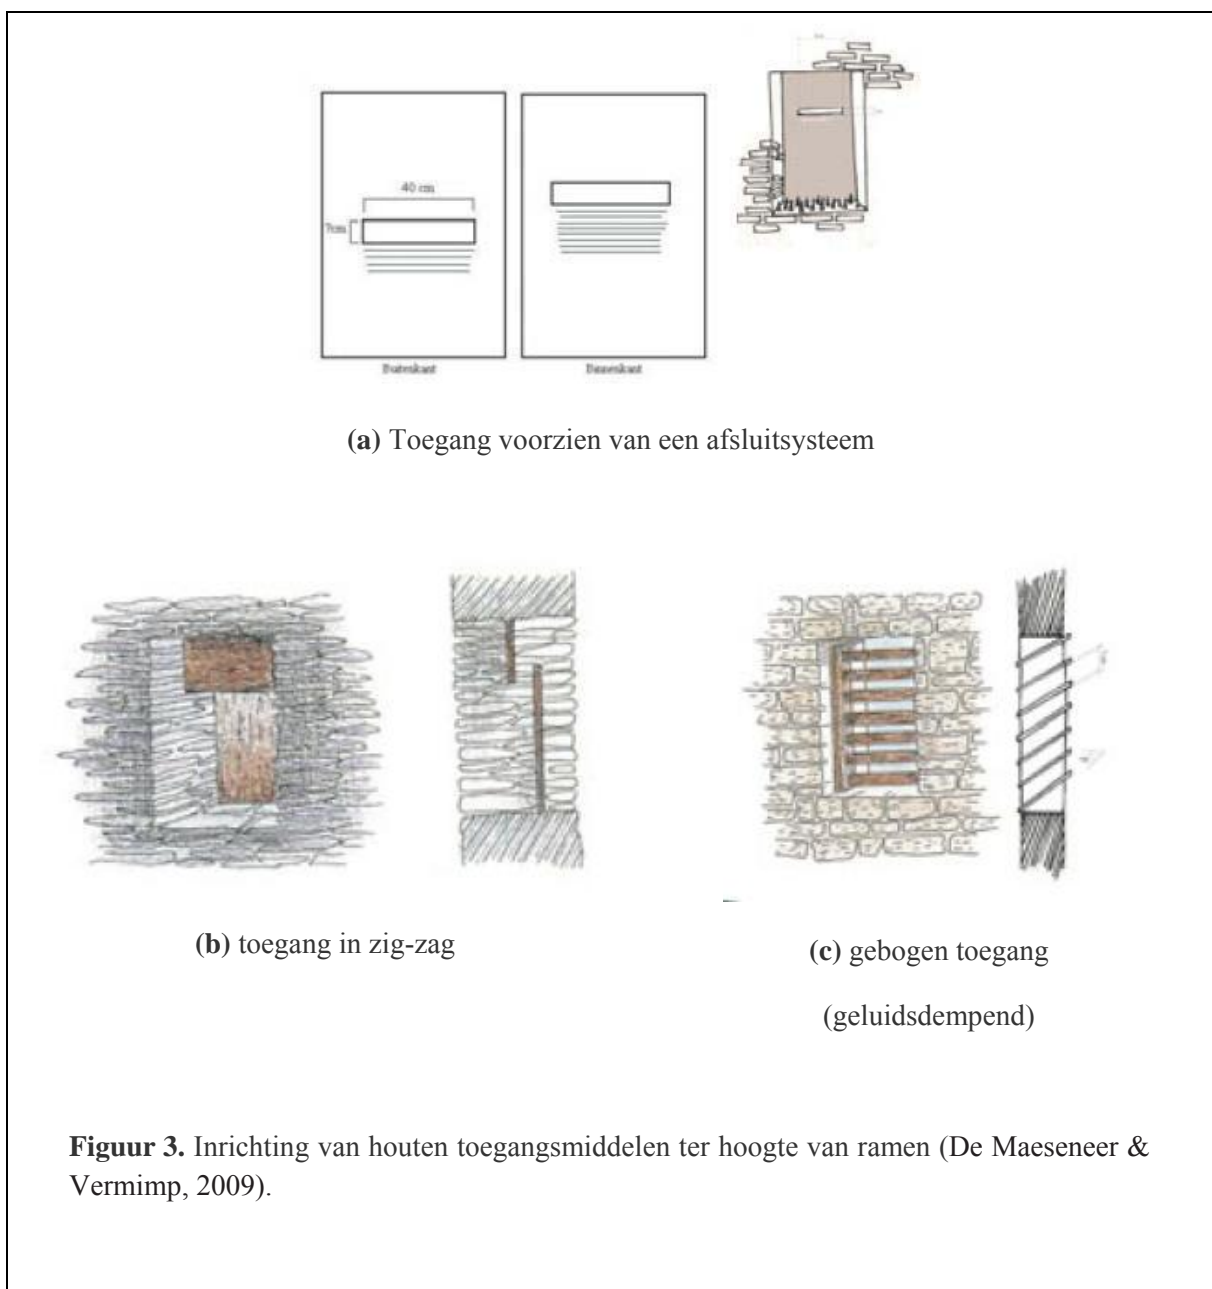 40 cm
7cm
Buitenkant
Binnenkant
(a) Toegang voorzien van een afsluitsysteem
(b) toegang in zig-zag
(c) gebogen toegang
(geluidsdempend)
Figuur 3. Inrichting van houten toegangsmiddelen ter hoogte van ramen (De Maeseneer &
Vermimp, 2009).